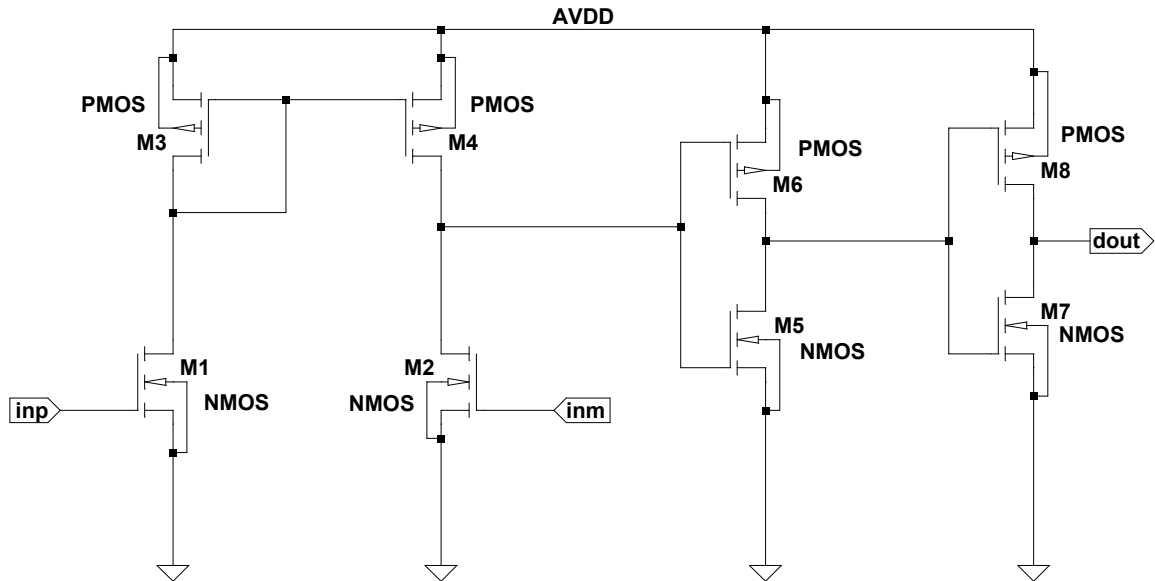 AVDD
PMOS
M3
PMOS
M4
PMOS
M6
PMOS
M8
dout
M1
NMOS
inp
M2
NMOS
inm
M5
NMOS
M7
NMOS